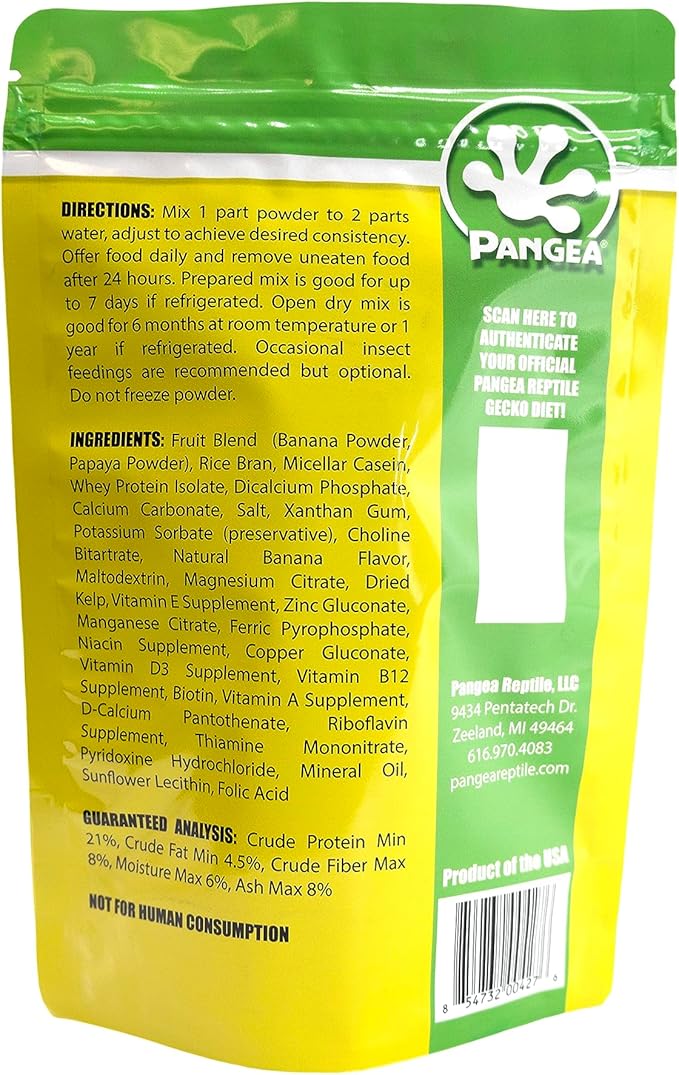 PANGEA®
DIRECTIONS: Mix 1 part powder to 2 parts
water, adjust to achieve desired consistency.
Offer food daily and remove uneaten food
after 24 hours. Prepared mix is good for up
to 7 days if refrigerated. Open dry mix is
good for 6 months at room temperature or 1
year if refrigerated. Occasional insect
feedings are recommended but optional.
Do not freeze powder.
INGREDIENTS: Fruit Blend (Banana Powder,
Papaya Powder), Rice Bran, Micellar Casein,
Whey Protein Isolate, Dicalcium Phosphate,
Calcium Carbonate, Salt, Xanthan Gum,
Potassium Sorbate (preservative), Choline
Bitartrate, Natural Banana Flavor,
Maltodextrin, Magnesium Citrate, Dried
Kelp, Vitamin E Supplement, Zinc Gluconate,
Manganese Citrate, Ferric Pyrophosphate,
Niacin Supplement, Copper Gluconate,
Vitamin D3 Supplement, Vitamin B12
Supplement, Biotin, Vitamin A Supplement,
D-Calcium Pantothenate, Riboflavin
Supplement, Thiamine Mononitrate,
Pyridoxine Hydrochloride, Mineral Oil,
Sunflower Lecithin, Folic Acid
GUARANTEED ANALYSIS: Crude Protein Min
21%, Crude Fat Min 4.5%, Crude Fiber Max
8%, Moisture Max 6%, Ash Max 8%
NOT FOR HUMAN CONSUMPTION
SCAN HERE TO
AUTHENTICATE
YOUR OFFICIAL
PANGEA REPTILE
GECKO DIET!
Pangea Reptile, LLC
9434 Pentatech Dr.
Zeeland, MI 49464
616.970.4083
pangeareptile.com
Product of the USA
8 54732 00427 6